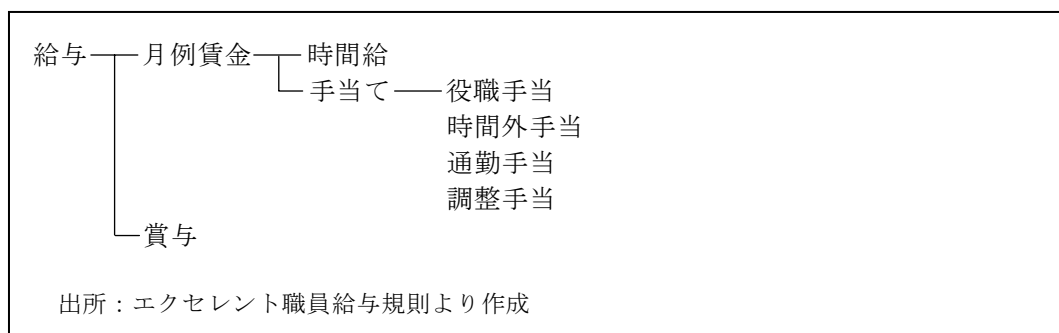 給与 月例賃金 時間給
手当て 役職手当
時間外手当
通勤手当
調整手当
賞与
出所：エクセレント職員給与規則より作成